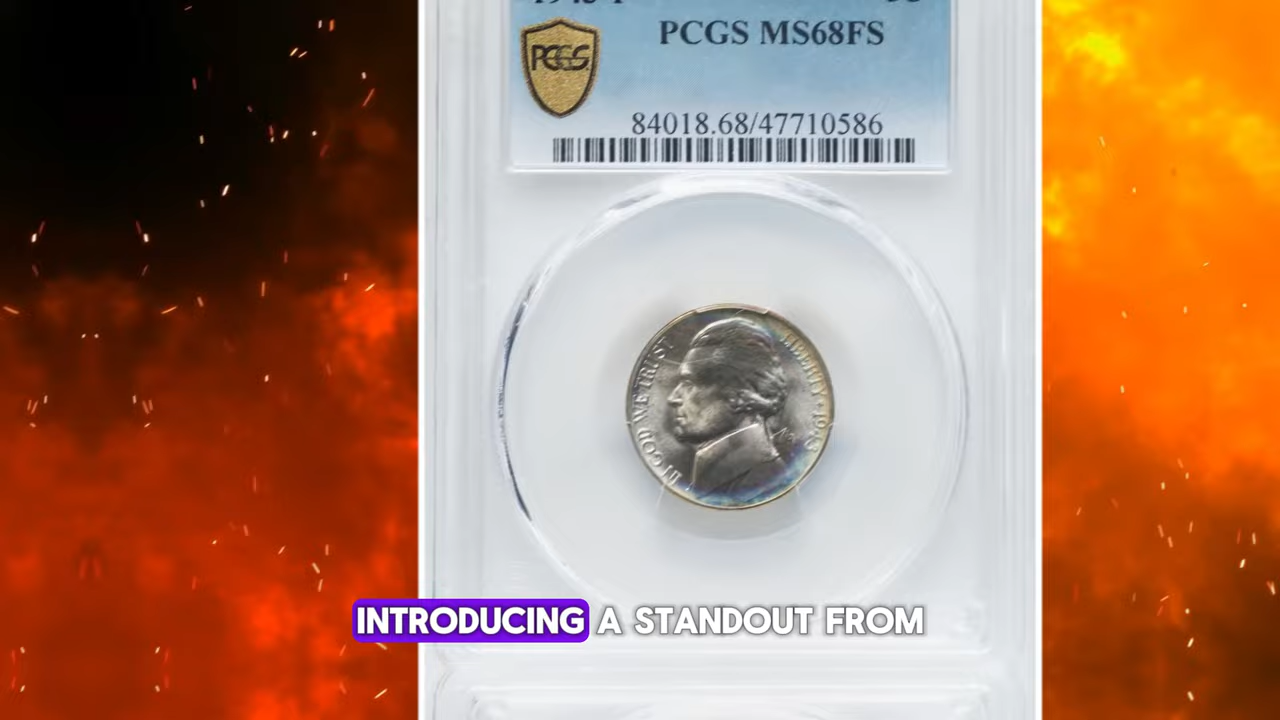 PCGS MS68FS
PCGS
84018.68/47710586
IN GOD WE TRUST
LIBERTY
INTRODUCING A STANDOUT FROM